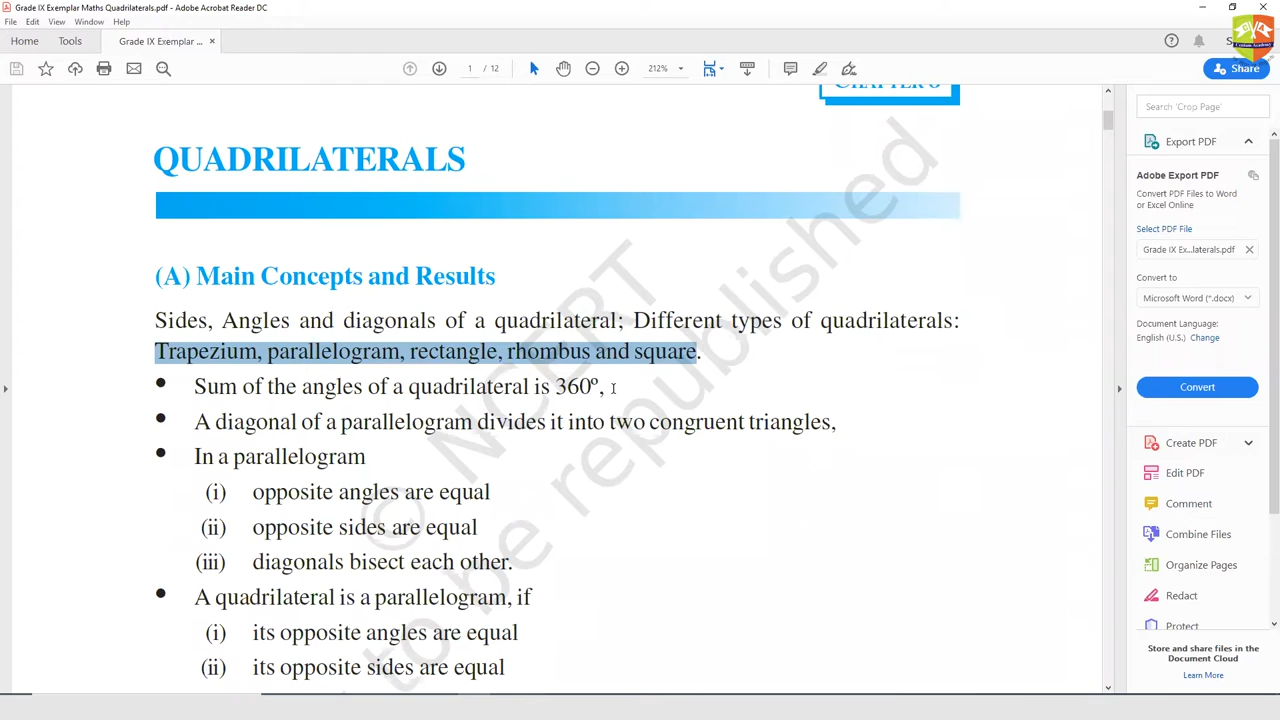 Grade IX Exemplar Maths Quadrilaterals.pdf - Adobe Acrobat Reader DC
File Edit View Window Help
Home Tools Grade IX Exemplar ... ×
1 / 12 212%
Share
CHAPTER 8
QUADRILATERALS
(A) Main Concepts and Results
Sides, Angles and diagonals of a quadrilateral; Different types of quadrilaterals:
Trapezium, parallelogram, rectangle, rhombus and square.
• Sum of the angles of a quadrilateral is 360º,
• A diagonal of a parallelogram divides it into two congruent triangles,
• In a parallelogram
(i) opposite angles are equal
(ii) opposite sides are equal
(iii) diagonals bisect each other.
• A quadrilateral is a parallelogram, if
(i) its opposite angles are equal
(ii) its opposite sides are equal
© NCERT
to be republished
Search 'Crop Page'
Export PDF
Adobe Export PDF
Convert PDF Files to Word
or Excel Online
Select PDF File
Grade IX Ex...laterals.pdf
Convert to
Microsoft Word (*.docx)
Document Language:
English (U.S.) Change
Convert
Create PDF
Edit PDF
Comment
Combine Files
Organize Pages
Redact
Protect
Store and share files in the
Document Cloud
Learn More